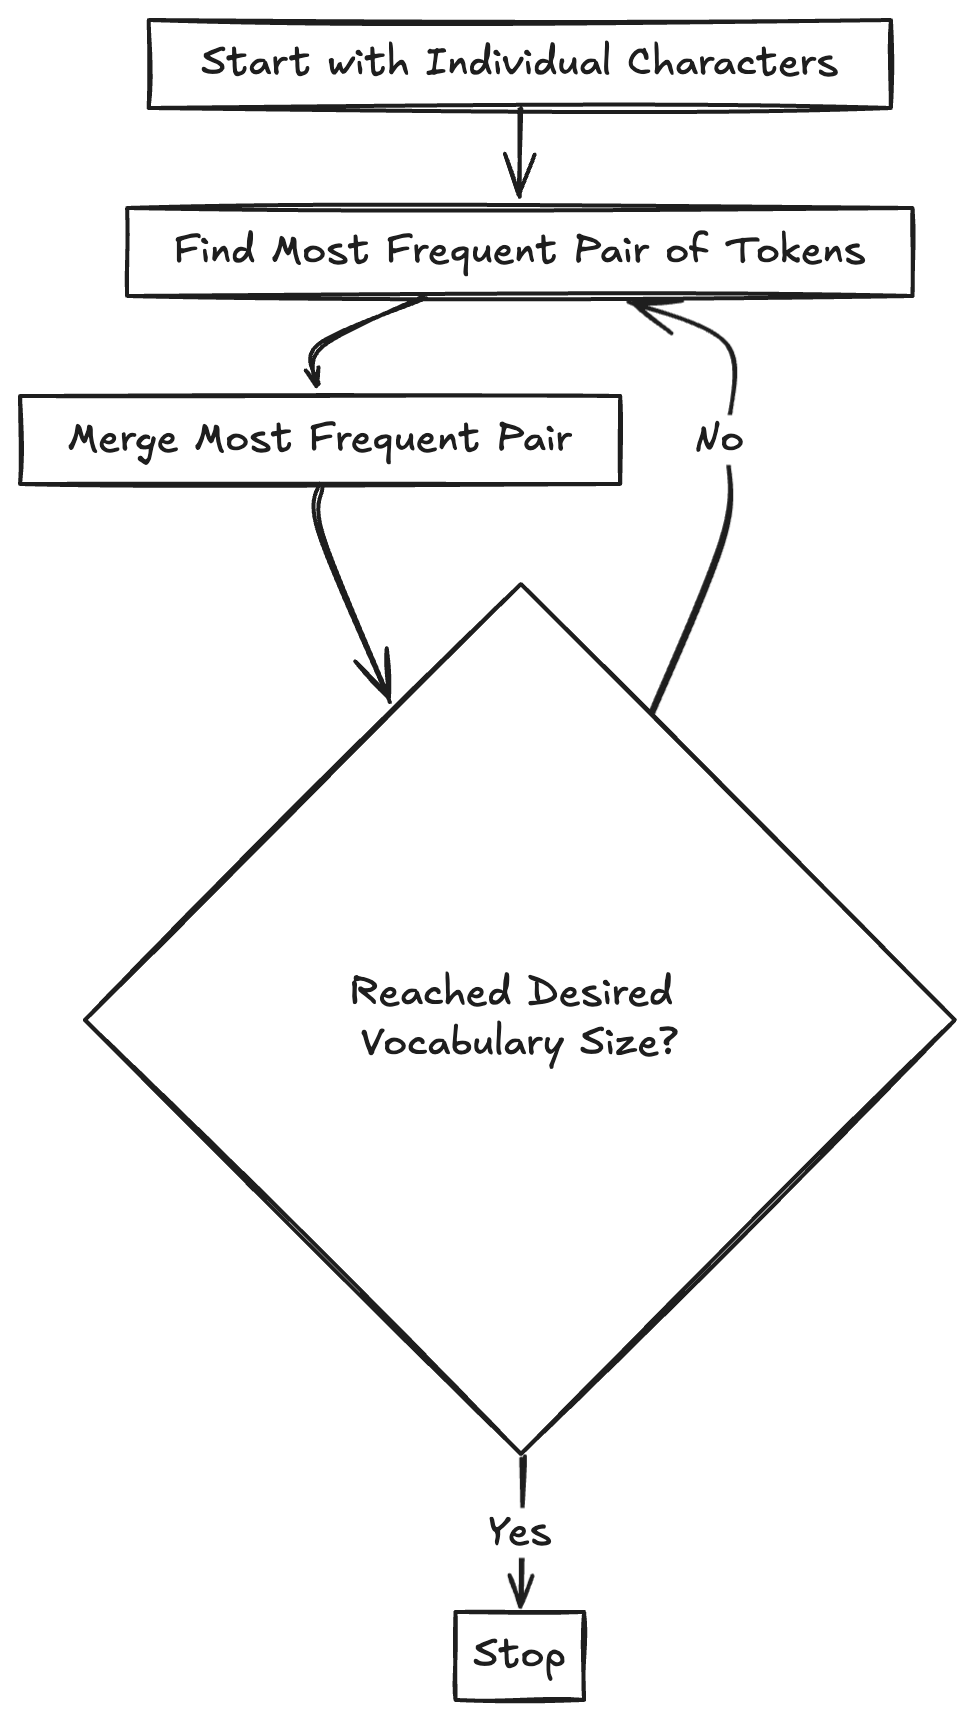 Start with Individual Characters
Find Most Frequent Pair of Tokens
Merge Most Frequent Pair
No
Reached Desired
Vocabulary Size?
Yes
Stop